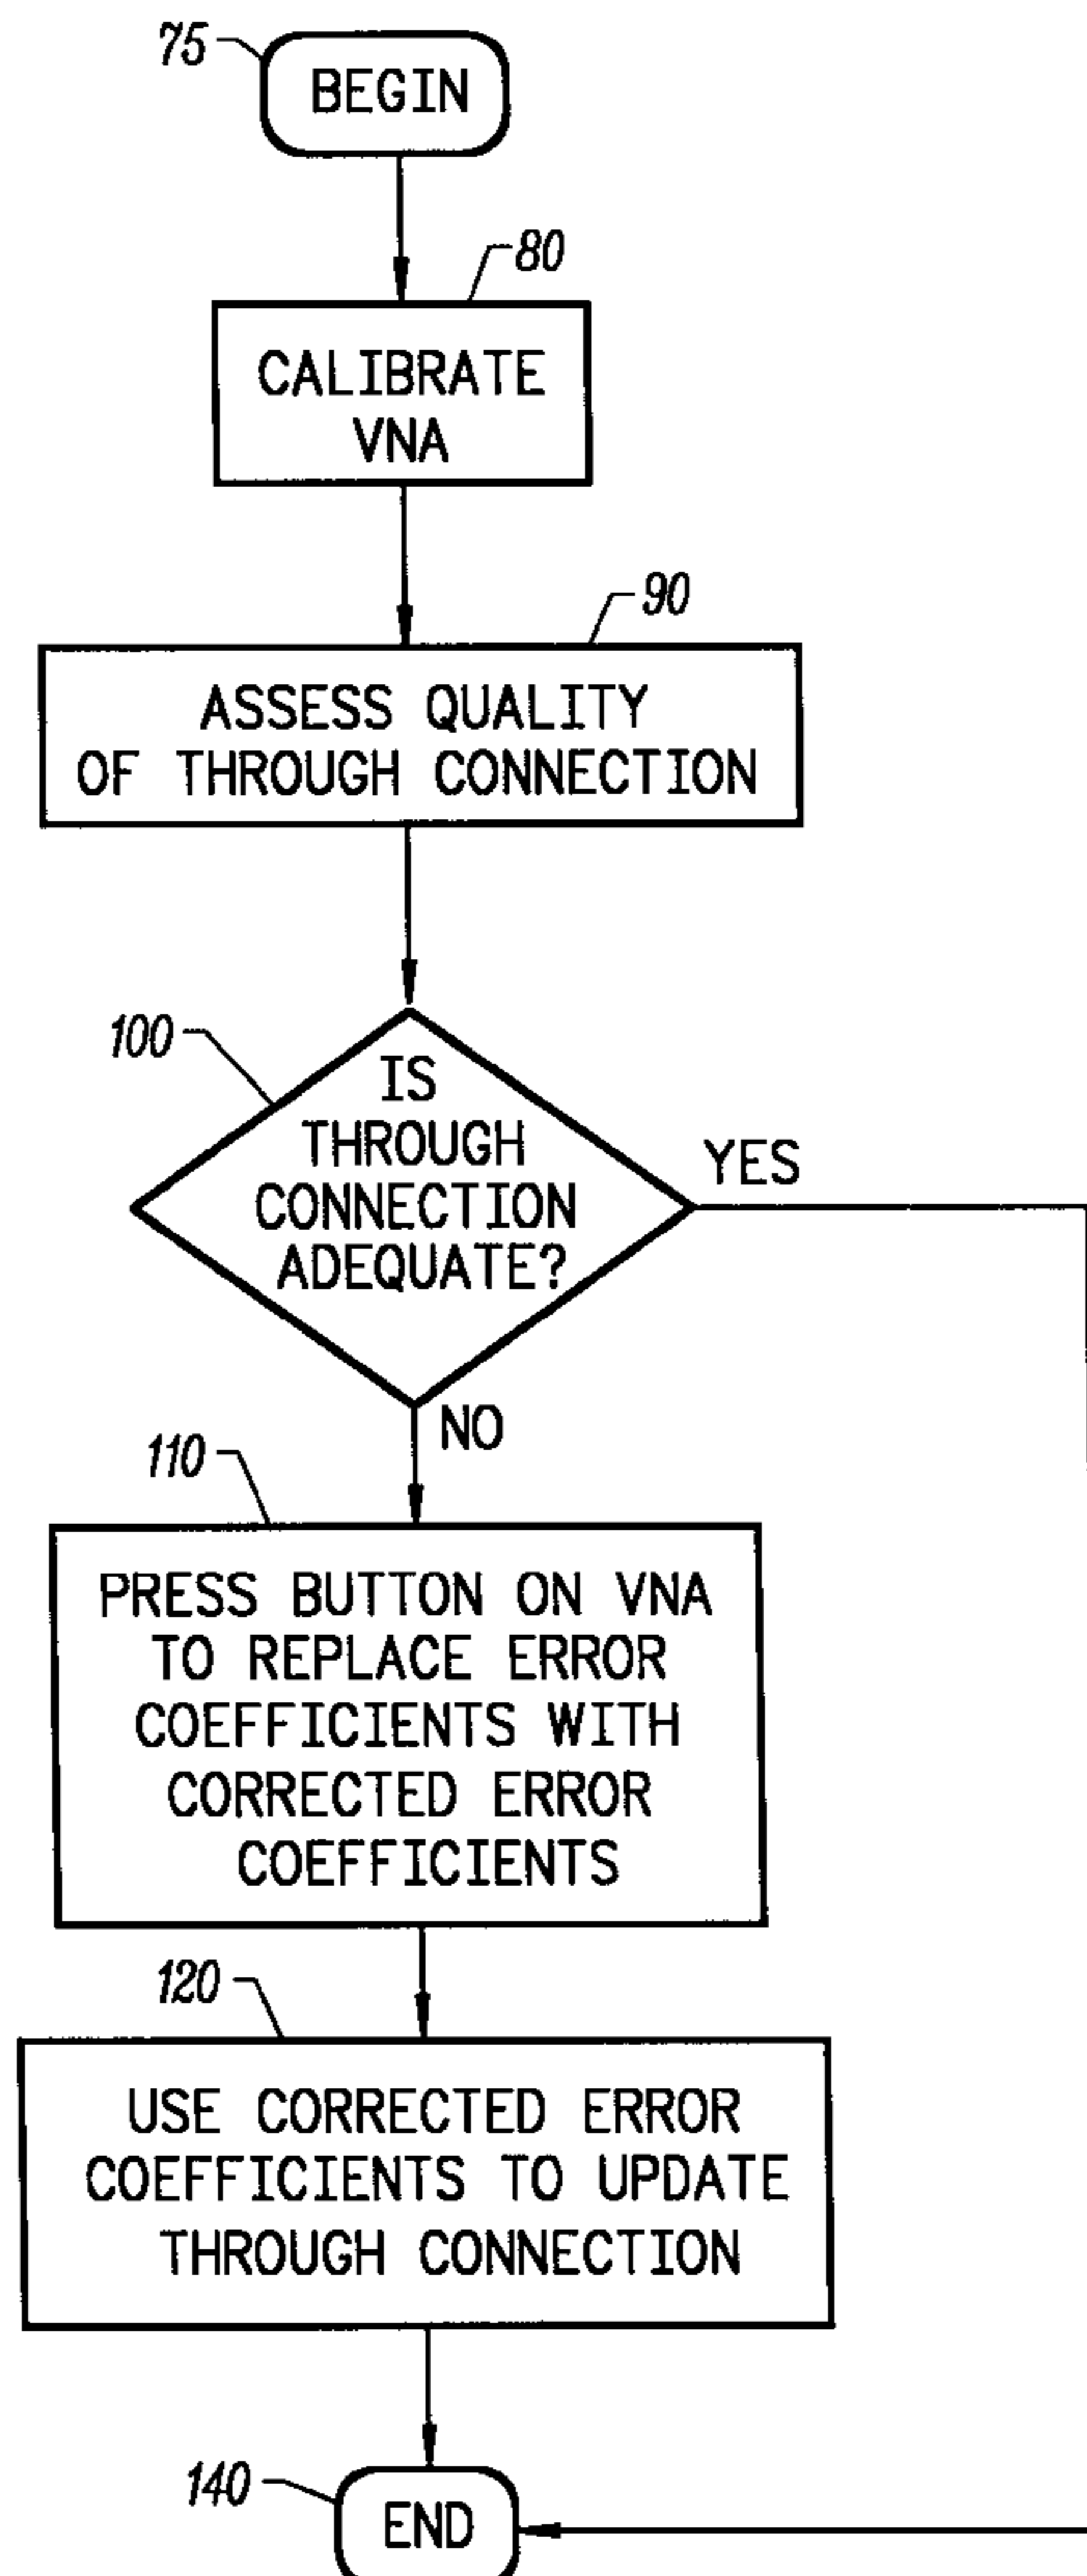 75
BEGIN
80
CALIBRATE
VNA
90
ASSESS QUALITY
OF THROUGH CONNECTION
100
IS
THROUGH
CONNECTION
ADEQUATE?
YES
NO
110
PRESS BUTTON ON VNA
TO REPLACE ERROR
COEFFICIENTS WITH
CORRECTED ERROR
COEFFICIENTS
120
USE CORRECTED ERROR
COEFFICIENTS TO UPDATE
THROUGH CONNECTION
140
END